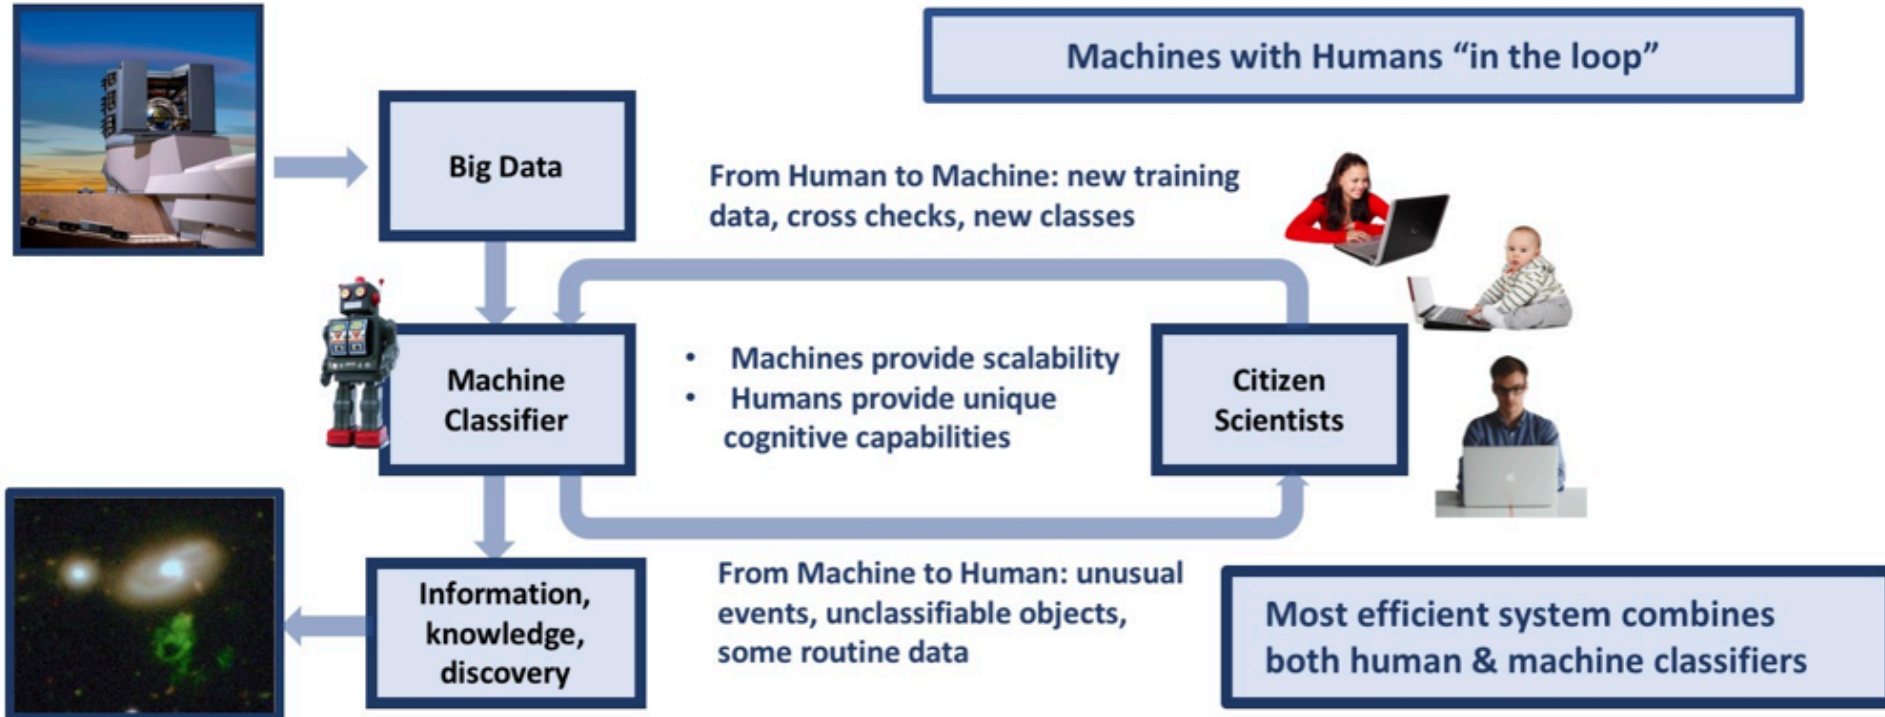 Machines with Humans “in the loop”
Big Data
From Human to Machine: new training
data, cross checks, new classes
Machine
Classifier
• Machines provide scalability
• Humans provide unique
cognitive capabilities
Citizen
Scientists
Information,
knowledge,
discovery
From Machine to Human: unusual
events, unclassifiable objects,
some routine data
Most efficient system combines
both human & machine classifiers